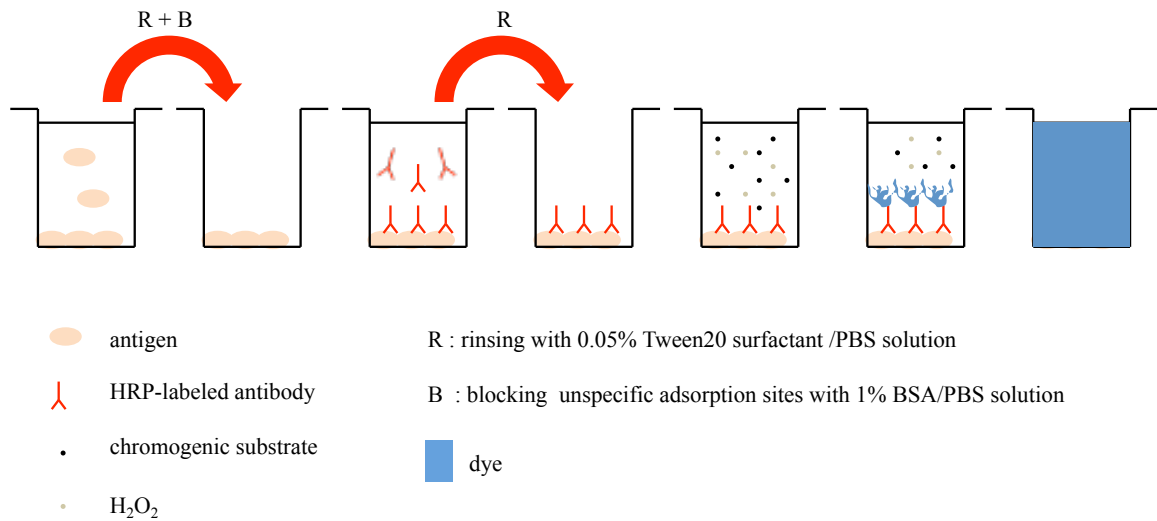 R + B
R
antigen
R : rinsing with 0.05% Tween20 surfactant /PBS solution
HRP-labeled antibody
B : blocking unspecific adsorption sites with 1% BSA/PBS solution
chromogenic substrate
dye
H₂O₂